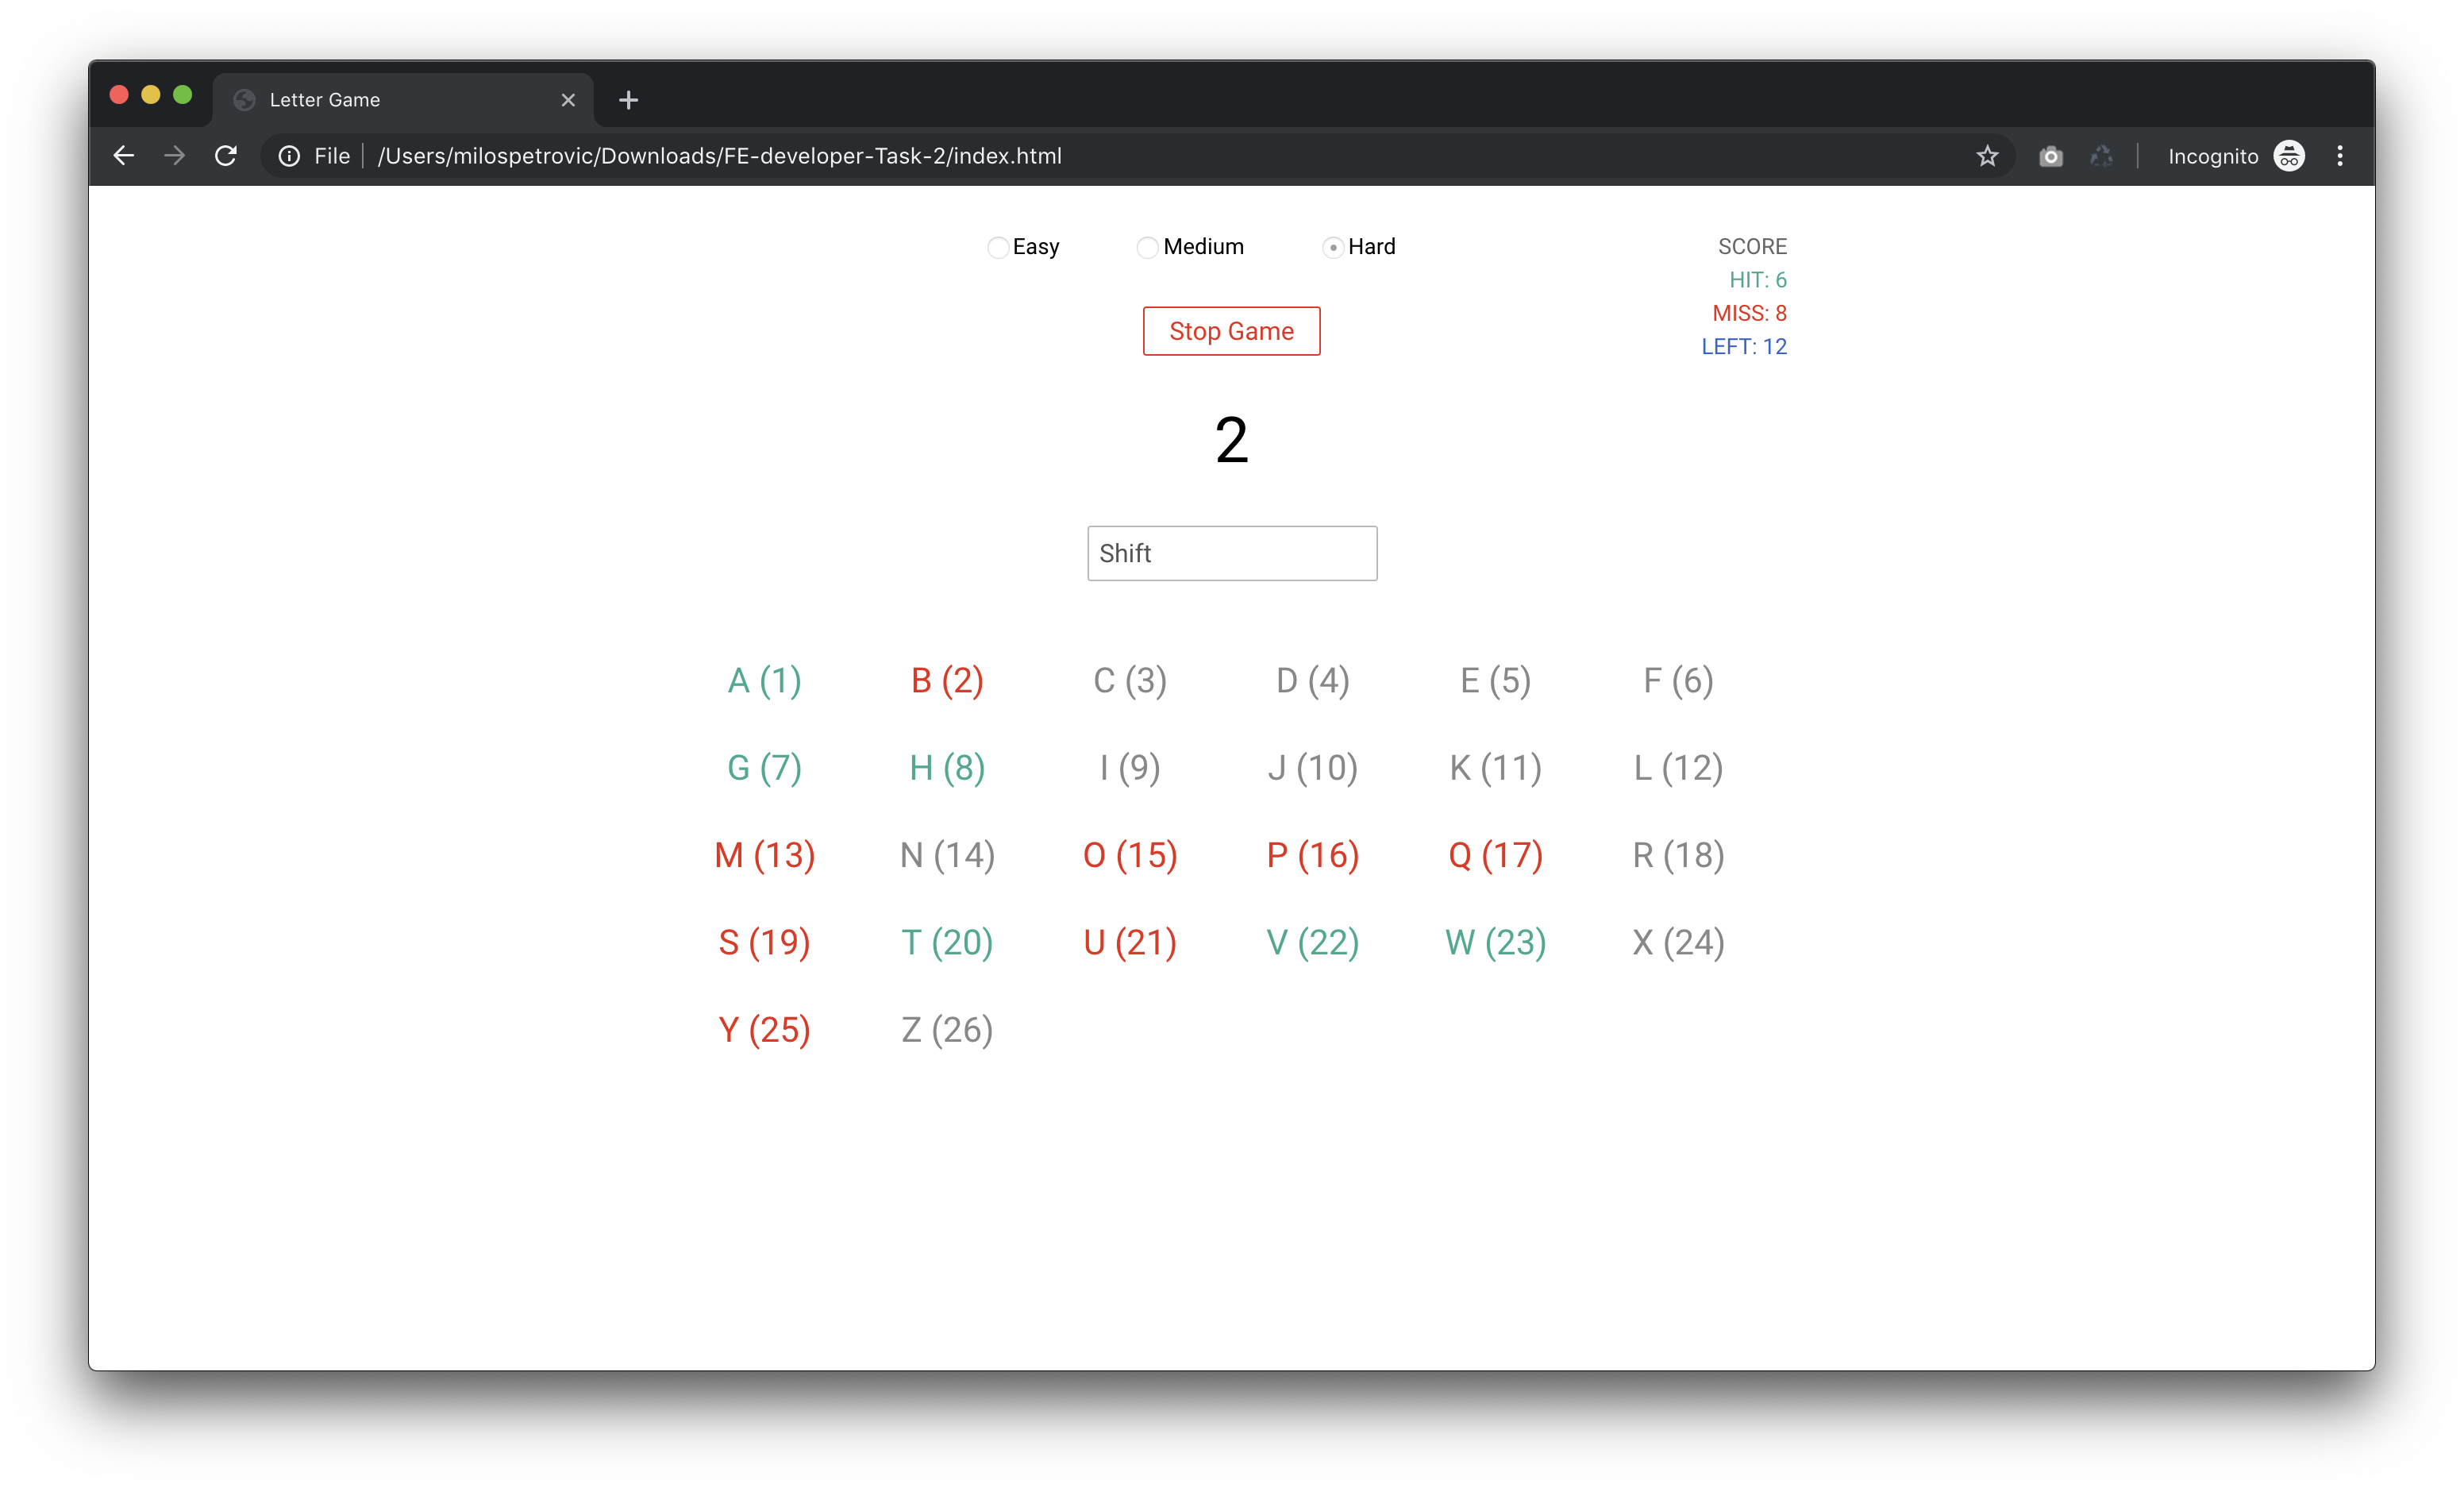 Letter Game
File | /Users/milospetrovic/Downloads/FE-developer-Task-2/index.html
Incognito
Easy Medium Hard
SCORE
HIT: 6
MISS: 8
LEFT: 12
Stop Game
2
Shift
A (1) B (2) C (3) D (4) E (5) F (6)
G (7) H (8) I (9) J (10) K (11) L (12)
M (13) N (14) O (15) P (16) Q (17) R (18)
S (19) T (20) U (21) V (22) W (23) X (24)
Y (25) Z (26)